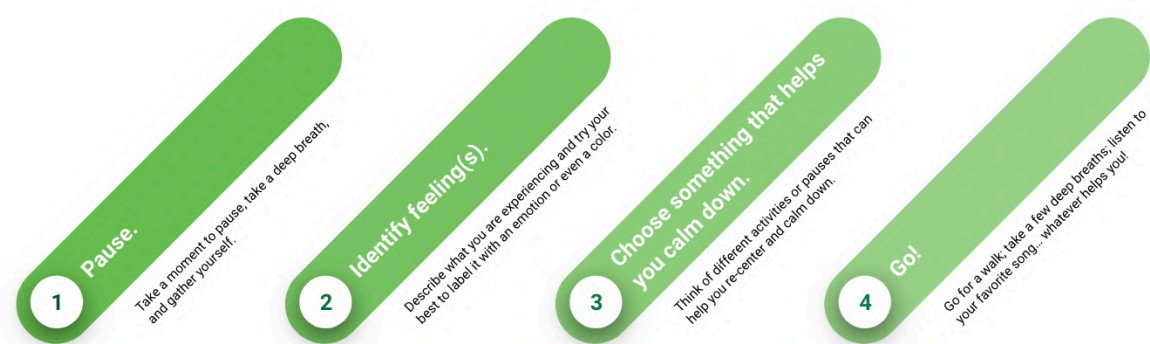 1
Pause.
Take a moment to pause, take a deep breath,
and gather yourself.
2
Identify feeling(s).
Describe what you are experiencing and try your
best to label it with an emotion or even a color.
3
Choose something that helps
you calm down.
Think of different activities or pauses that can
help you re-center and calm down.
4
Go!
Go for a walk; take a few deep breaths; listen to
your favorite song... whatever helps you!